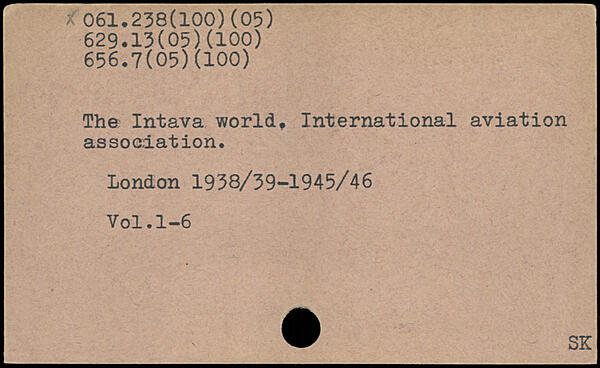 x 061.238(100)(05)
629.13(05)(100)
656.7(05)(100)
The Intava world. International aviation
association.
London 1938/39-1945/46
Vol.1-6
SK